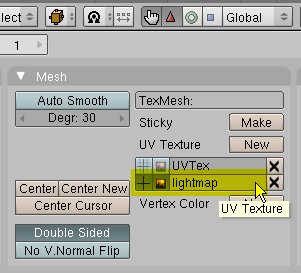 lect
Global
1
Mesh
Auto Smooth
TexMesh:
Degr: 30
Sticky
Make
UV Texture
New
UVTex
lightmap
Center
Center New
Center Cursor
Vertex Color
UV Texture
Double Sided
No V.Normal Flip